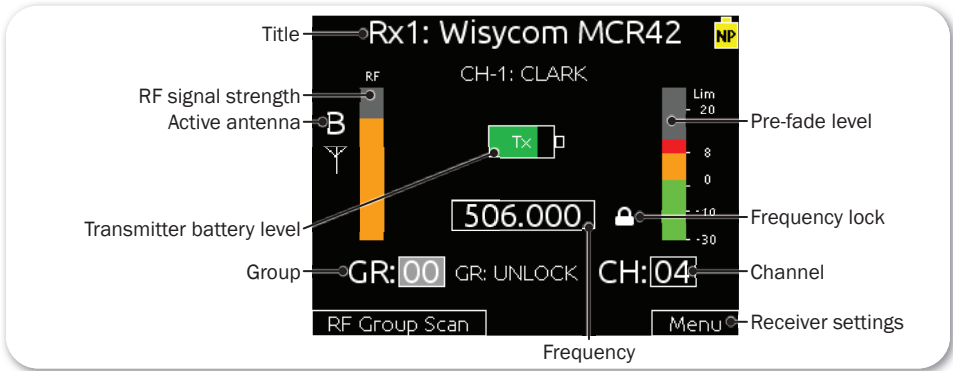 Title
Rx1: Wisycom MCR42
NP
CH-1: CLARK
RF
RF signal strength
Active antenna
B
Tx
Lim
20
8
0
-10
-30
Pre-fade level
Transmitter battery level
506.000
Frequency lock
Group
GR: 00
GR: UNLOCK
CH: 04
Channel
RF Group Scan
Menu
Receiver settings
Frequency